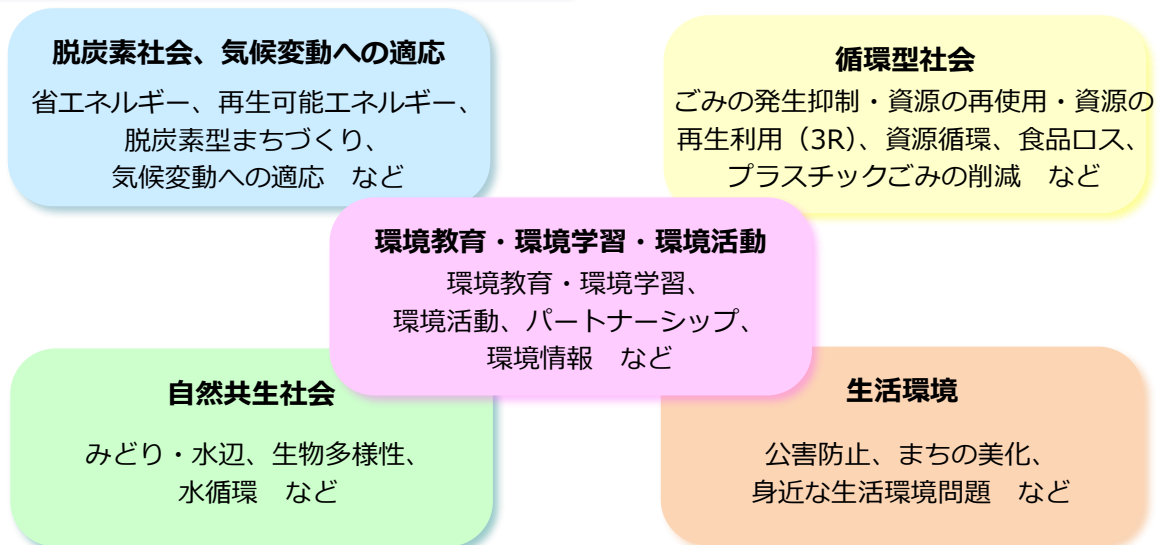 脱炭素社会、気候変動への適応
省エネルギー、再生可能エネルギー、
脱炭素型まちづくり、
気候変動への適応　など
循環型社会
ごみの発生抑制・資源の再使用・資源の
再生利用（3R）、資源循環、食品ロス、
プラスチックごみの削減　など
環境教育・環境学習・環境活動
環境教育・環境学習、
環境活動、パートナーシップ、
環境情報　など
自然共生社会
みどり・水辺、生物多様性、
水循環　など
生活環境
公害防止、まちの美化、
身近な生活環境問題　など